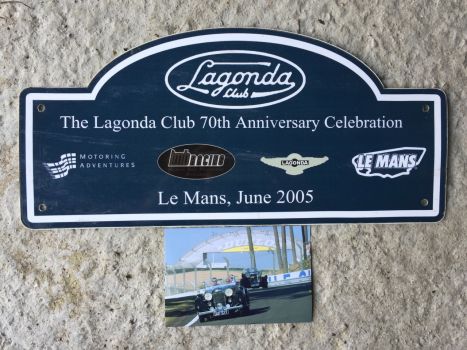 Lagonda
Club
The Lagonda Club 70th Anniversary Celebration
MOTORING
ADVENTURES
LAGONDA
LE MANS
Le Mans, June 2005